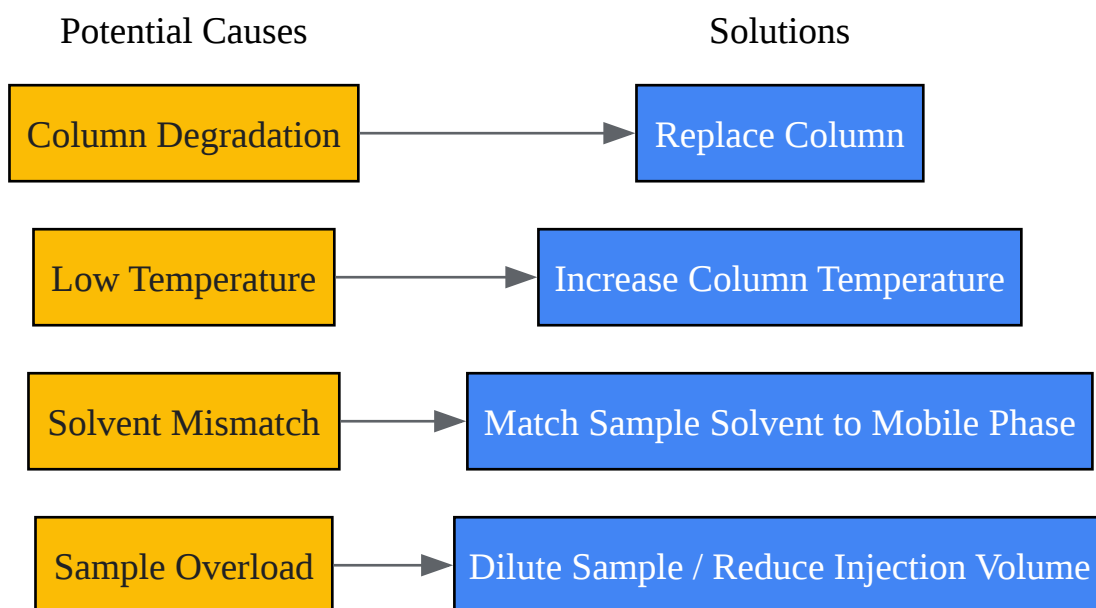 Potential Causes
Solutions
Column Degradation
Replace Column
Low Temperature
Increase Column Temperature
Solvent Mismatch
Match Sample Solvent to Mobile Phase
Sample Overload
Dilute Sample / Reduce Injection Volume